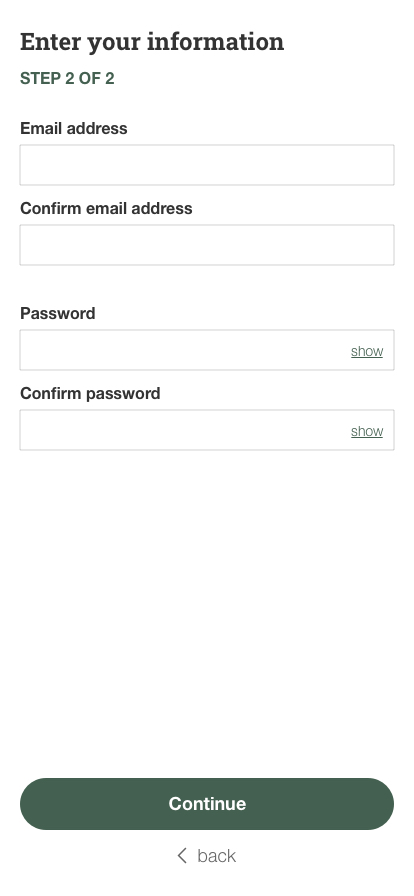 Enter your information
STEP 2 OF 2
Email address
Confirm email address
Password
show
Confirm password
show
Continue
back